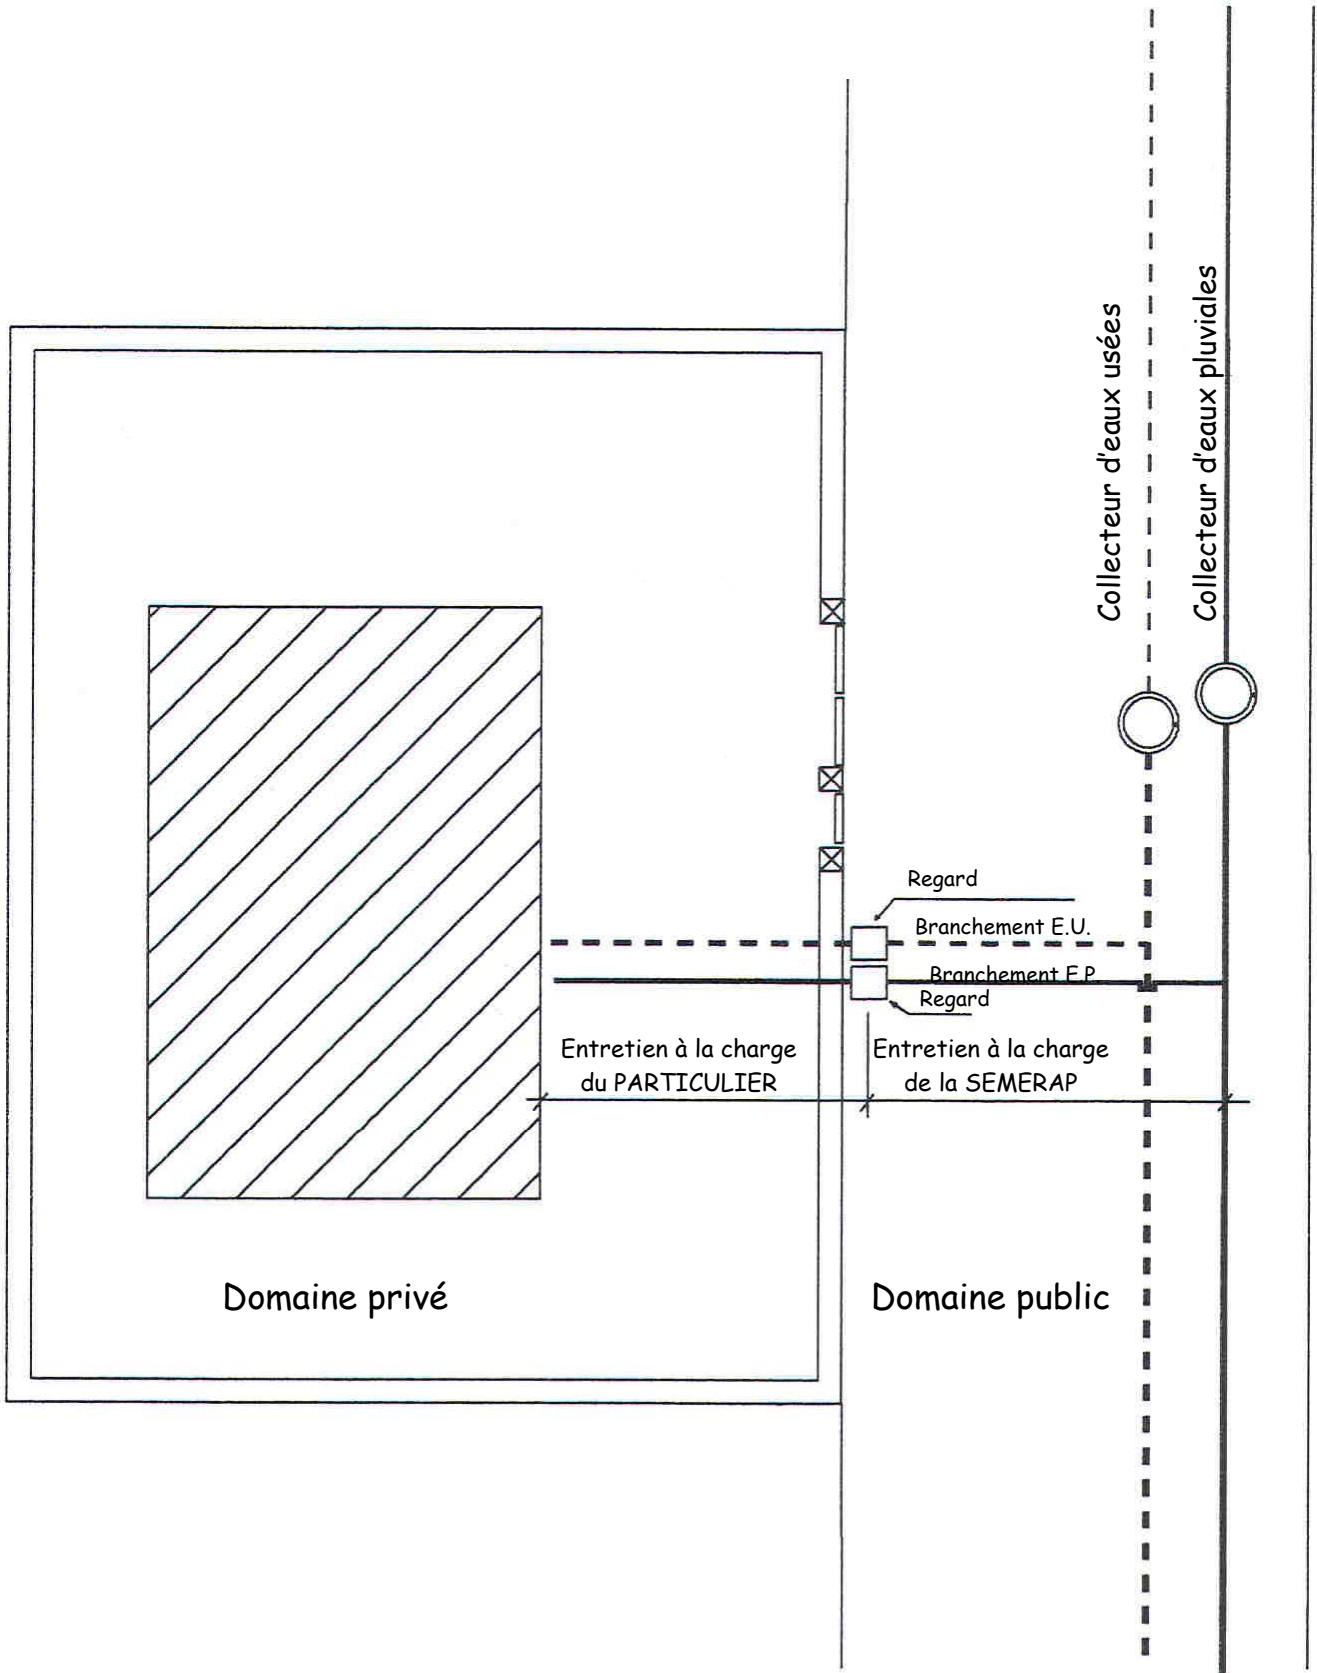 Collecteur d'eaux usées
Collecteur d'eaux pluviales
Regard
Branchement E.U.
Branchement E.P.
Regard
Entretien à la charge
du PARTICULIER
Entretien à la charge
de la SEMERAP
Domaine privé
Domaine public